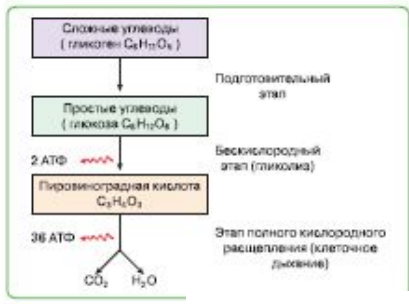 Сложные углеводы
( гликоген C₆H₁₂O₆ )
Подготовительный
этап
Простые углеводы
( глюкоза C₆H₁₂O₆ )
2 АТФ
Бескислородный
этап (гликолиз)
Пировиноградная кислота
C₃H₄O₃
36 АТФ
Этап полного кислородного
расщепления (клеточное
дыхание)
CO₂ H₂O